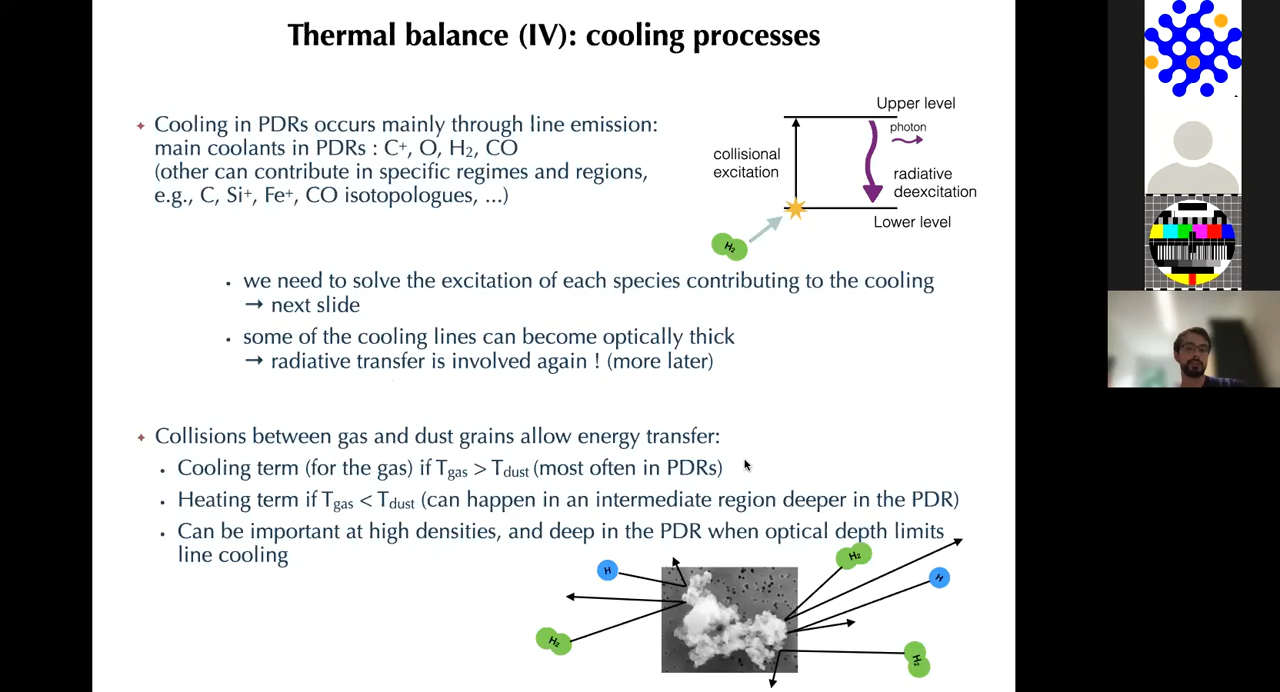 Thermal balance (IV): cooling processes
Cooling in PDRs occurs mainly through line emission:
main coolants in PDRs : C⁺, O, H₂, CO
(other can contribute in specific regimes and regions,
e.g., C, Si⁺, Fe⁺, CO isotopologues, ...)
Upper level
photon
collisional
excitation
radiative
deexcitation
Lower level
H₂
• we need to solve the excitation of each species contributing to the cooling
→ next slide
• some of the cooling lines can become optically thick
→ radiative transfer is involved again ! (more later)
Collisions between gas and dust grains allow energy transfer:
• Cooling term (for the gas) if Tgas > Tdust (most often in PDRs)
• Heating term if Tgas < Tdust (can happen in an intermediate region deeper in the PDR)
• Can be important at high densities, and deep in the PDR when optical depth limits
line cooling
H₂
H
H
H₂
H₂